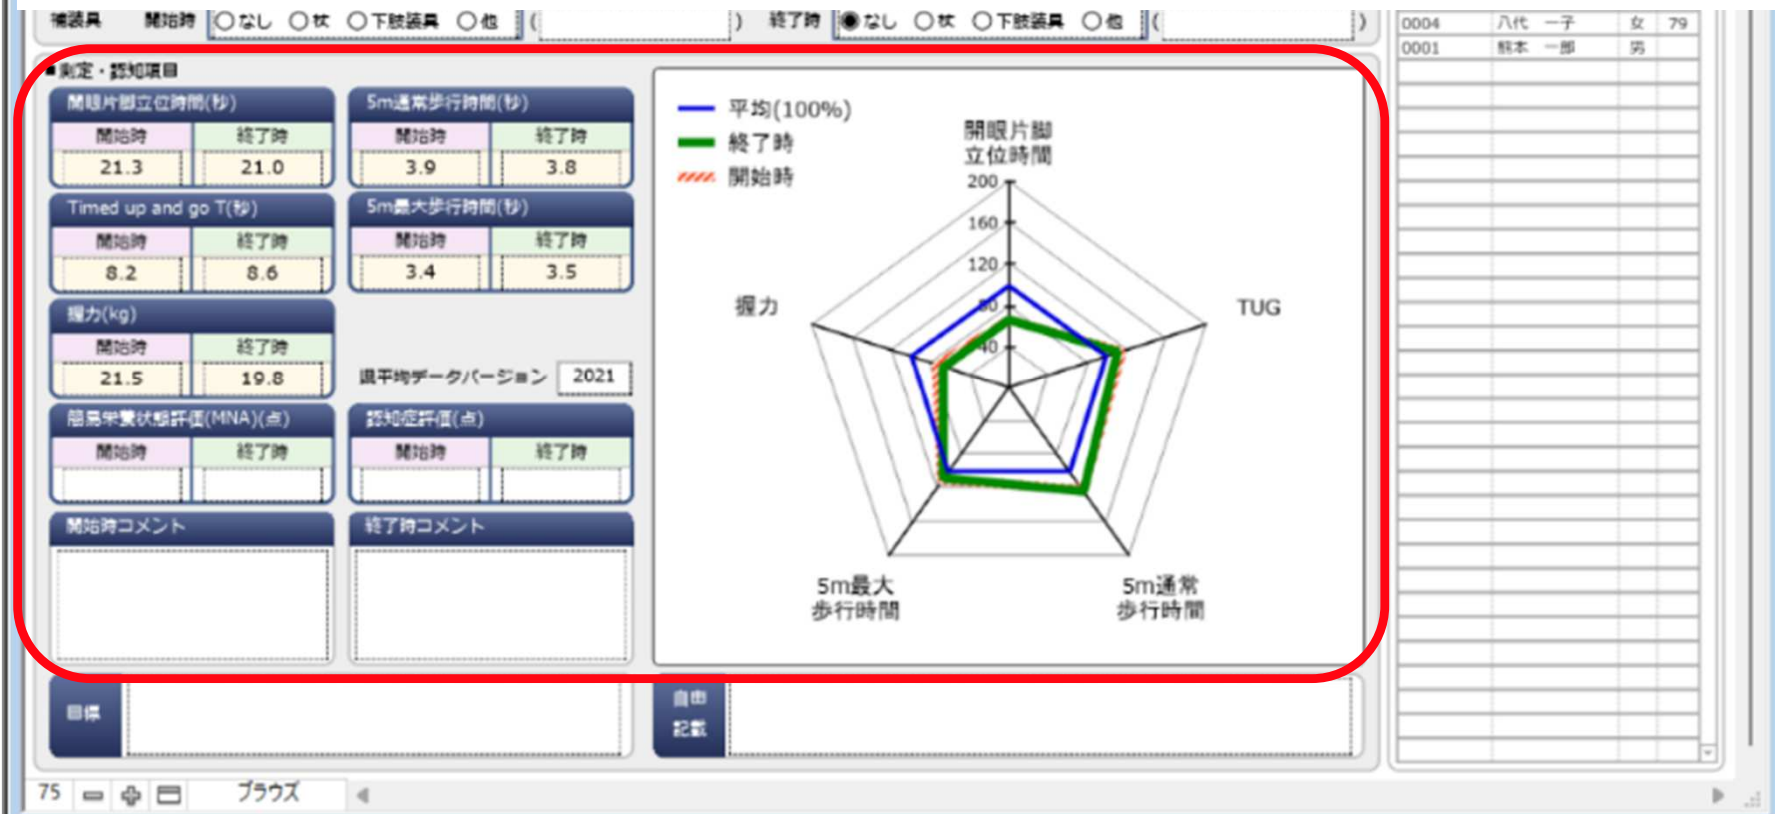 補装具 開始時 なし 杖 下肢装具 他 ( ) 終了時 なし 杖 下肢装具 他 ( )
0004 八代 一子 女 79
0001 熊本 一郎 男
■測定・認知項目
開眼片脚立位時間(秒) 5m通常歩行時間(秒)
開始時 終了時 開始時 終了時
21.3 21.0 3.9 3.8
Timed up and go T(秒) 5m最大歩行時間(秒)
開始時 終了時 開始時 終了時
8.2 8.6 3.4 3.5
握力(kg)
開始時 終了時
21.5 19.8
県平均データバージョン 2021
簡易栄養状態評価(MNA)(点) 認知症評価(点)
開始時 終了時 開始時 終了時
開始時コメント 終了時コメント
平均(100%)
終了時
開始時
開眼片脚
立位時間
200
160
120
80
40
握力
TUG
5m最大
歩行時間
5m通常
歩行時間
目標
自由
記載
75 ブラウズ